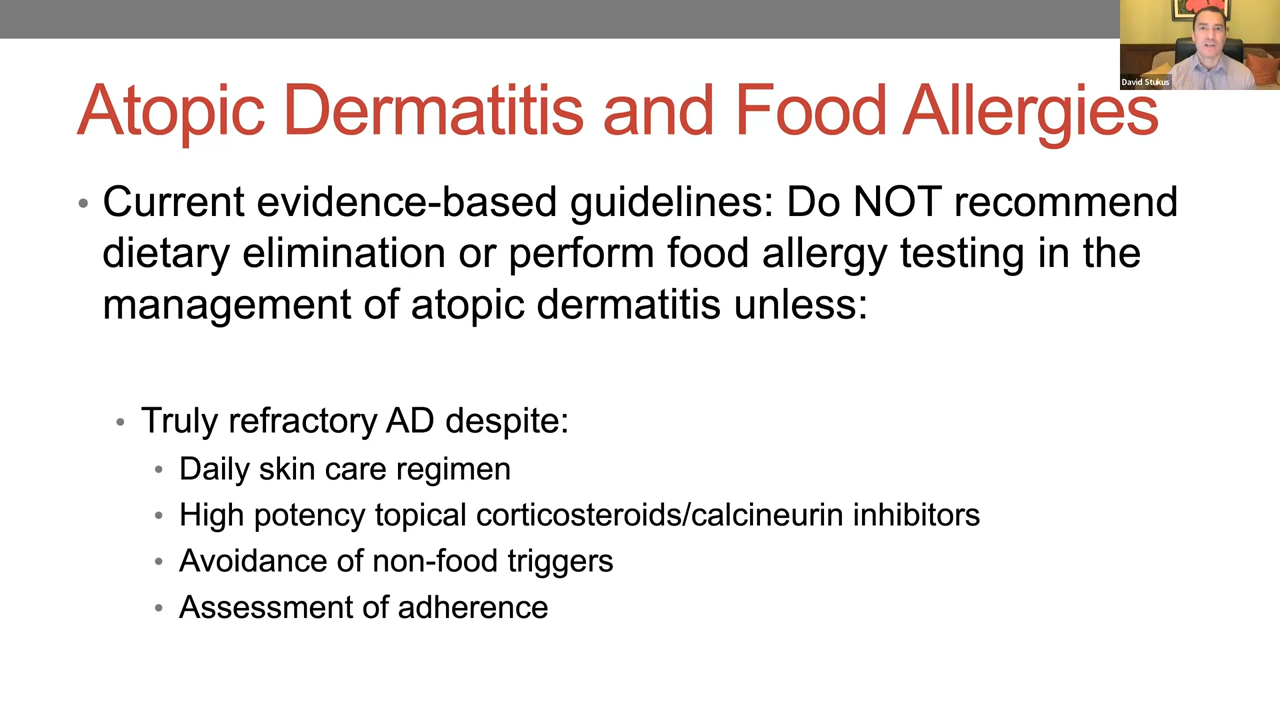 David Stukus
Atopic Dermatitis and Food Allergies
• Current evidence-based guidelines: Do NOT recommend
dietary elimination or perform food allergy testing in the
management of atopic dermatitis unless:
• Truly refractory AD despite:
• Daily skin care regimen
• High potency topical corticosteroids/calcineurin inhibitors
• Avoidance of non-food triggers
• Assessment of adherence